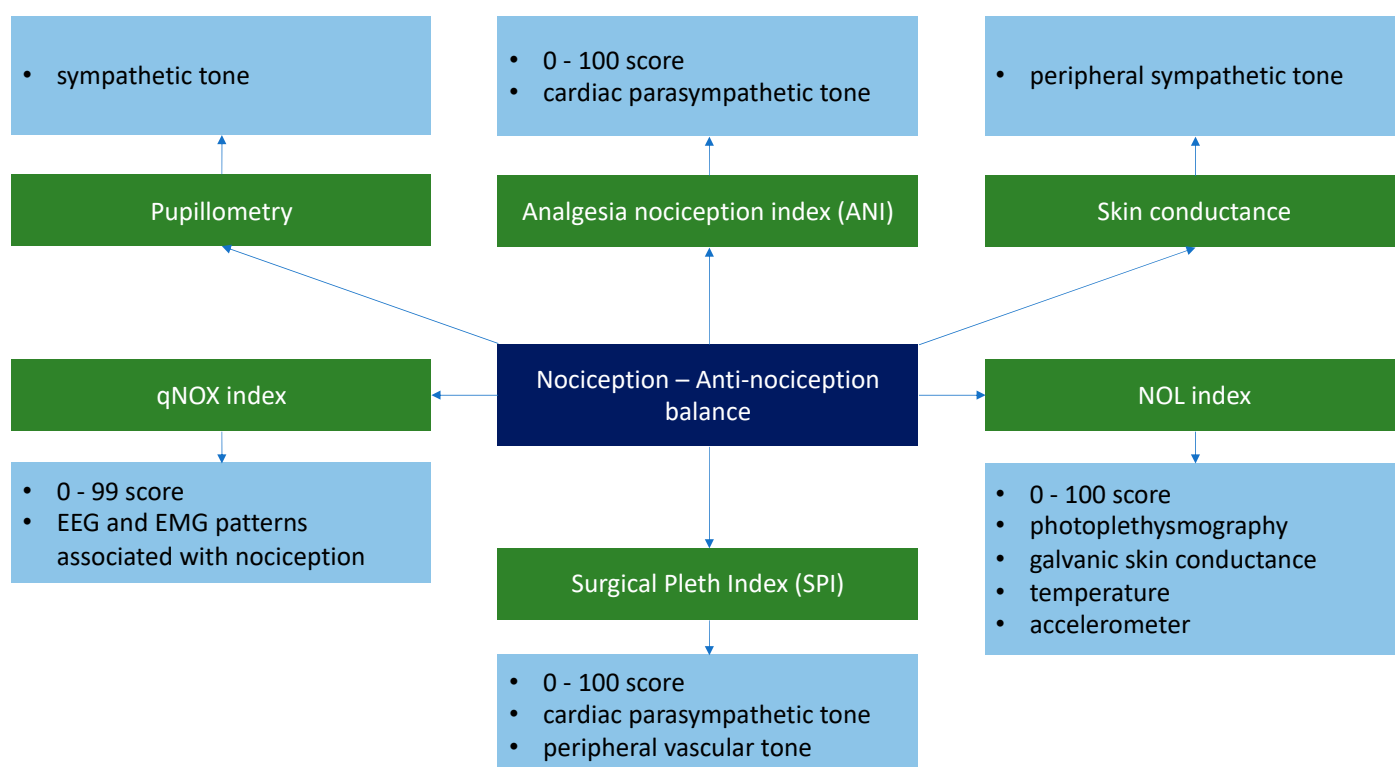 • sympathetic tone
• 0 - 100 score
• cardiac parasympathetic tone
• peripheral sympathetic tone
Pupillometry
Analgesia nociception index (ANI)
Skin conductance
Nociception – Anti-nociception
balance
qNOX index
NOL index
• 0 - 99 score
• EEG and EMG patterns
associated with nociception
• 0 - 100 score
• photoplethysmography
• galvanic skin conductance
• temperature
• accelerometer
Surgical Pleth Index (SPI)
• 0 - 100 score
• cardiac parasympathetic tone
• peripheral vascular tone